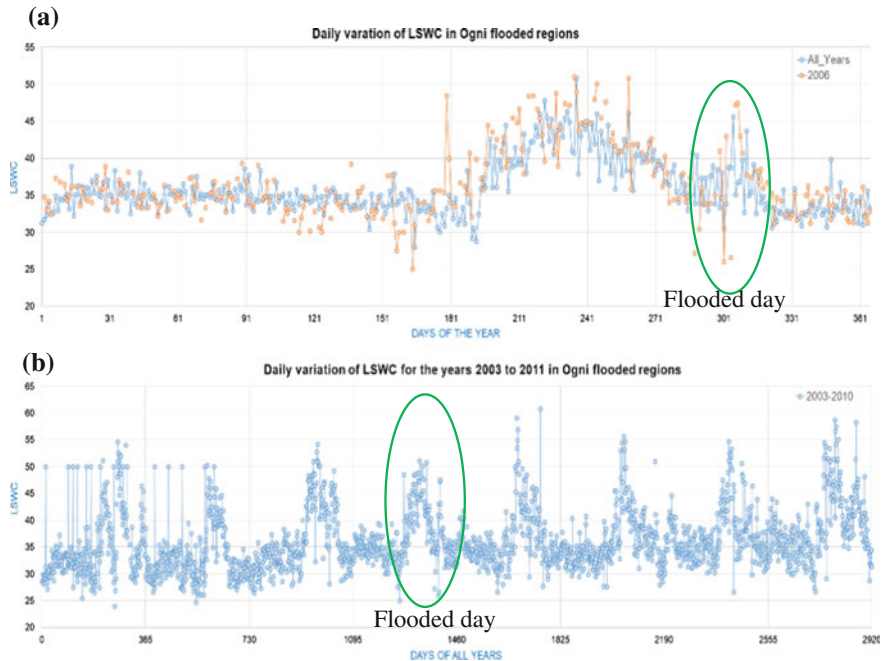 (a)
Daily varation of LSWC in Ogni flooded regions
All_Years
2006
55
50
45
40
35
30
25
20
LSWC
1 31 61 91 121 151 181 211 241 271 301 331 361
Flooded day
DAYS OF THE YEAR
(b)
Daily variation of LSWC for the years 2003 to 2011 in Ogni flooded regions
2003-2010
65
60
55
50
45
40
35
30
25
20
LSWC
0 365 730 1095 1460 1825 2190 2555 2920
Flooded day
DAYS OF ALL YEARS